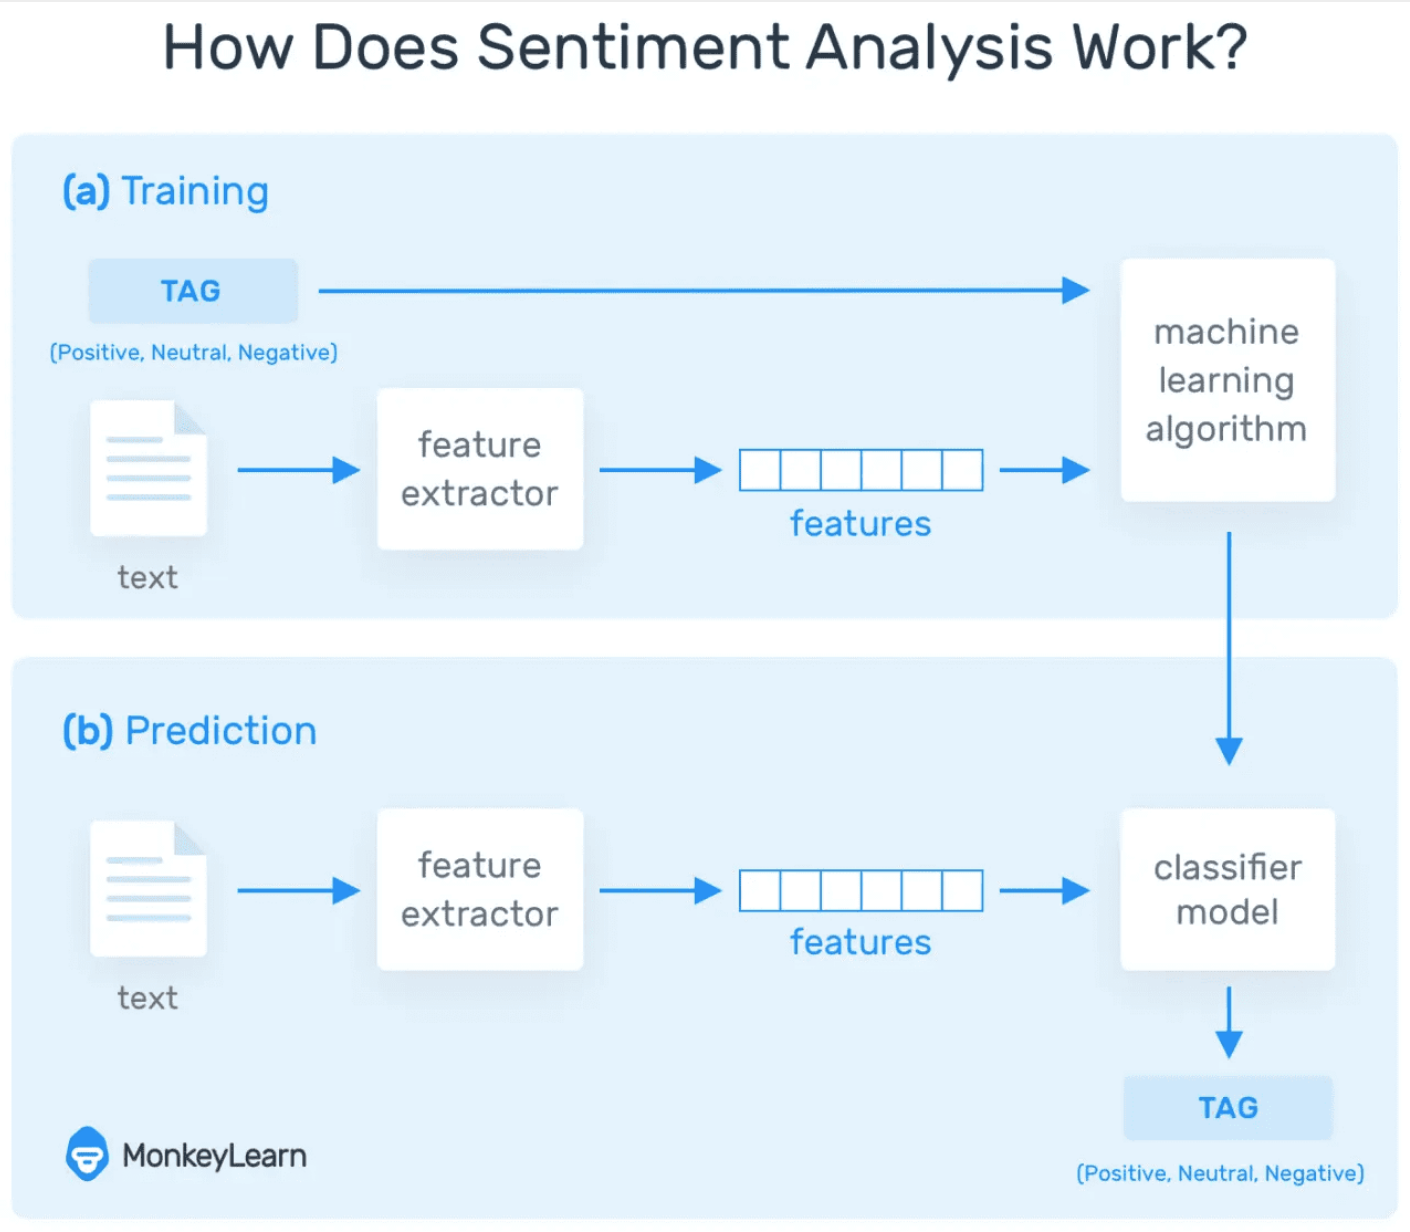 How Does Sentiment Analysis Work?
(a) Training
TAG
(Positive, Neutral, Negative)
text
feature
extractor
features
machine
learning
algorithm
(b) Prediction
text
feature
extractor
features
classifier
model
TAG
(Positive, Neutral, Negative)
MonkeyLearn